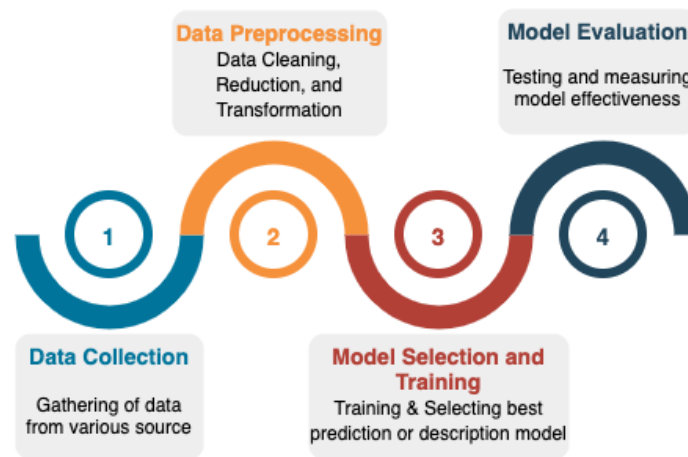 Data Preprocessing
Data Cleaning,
Reduction, and
Transformation
Model Evaluation
Testing and measuring
model effectiveness
1
2
3
4
Data Collection
Gathering of data
from various source
Model Selection and
Training
Training & Selecting best
prediction or description model